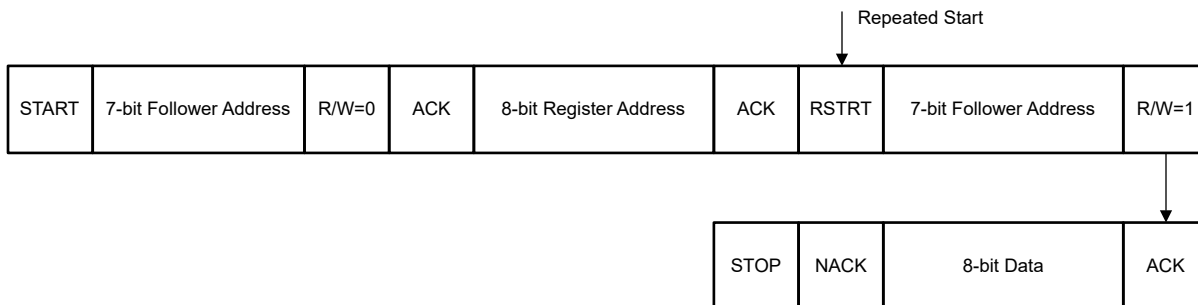 Repeated Start
START 7-bit Follower Address R/W=0 ACK 8-bit Register Address ACK RSTRT 7-bit Follower Address R/W=1
STOP NACK 8-bit Data ACK